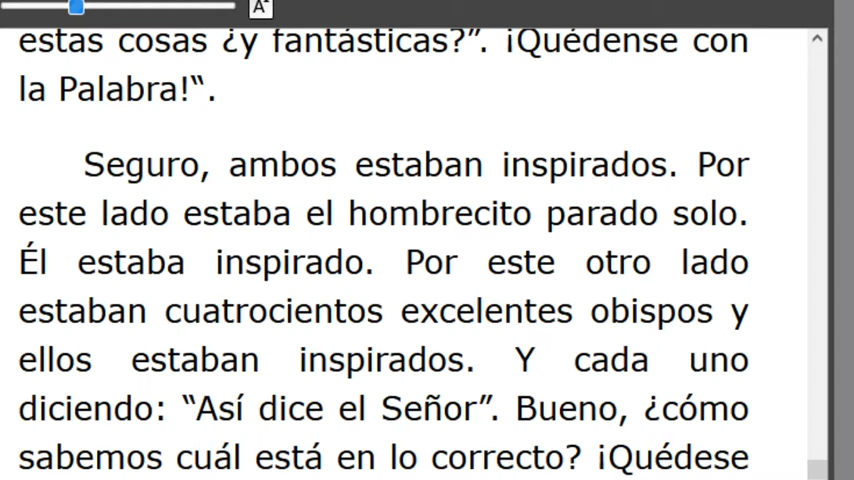 A
estas cosas ¿y fantásticas?”. ¡Quédense con
la Palabra!“.
Seguro, ambos estaban inspirados. Por
este lado estaba el hombrecito parado solo.
Él estaba inspirado. Por este otro lado
estaban cuatrocientos excelentes obispos y
ellos estaban inspirados. Y cada uno
diciendo: “Así dice el Señor”. Bueno, ¿cómo
sabemos cuál está en lo correcto? ¡Quédese